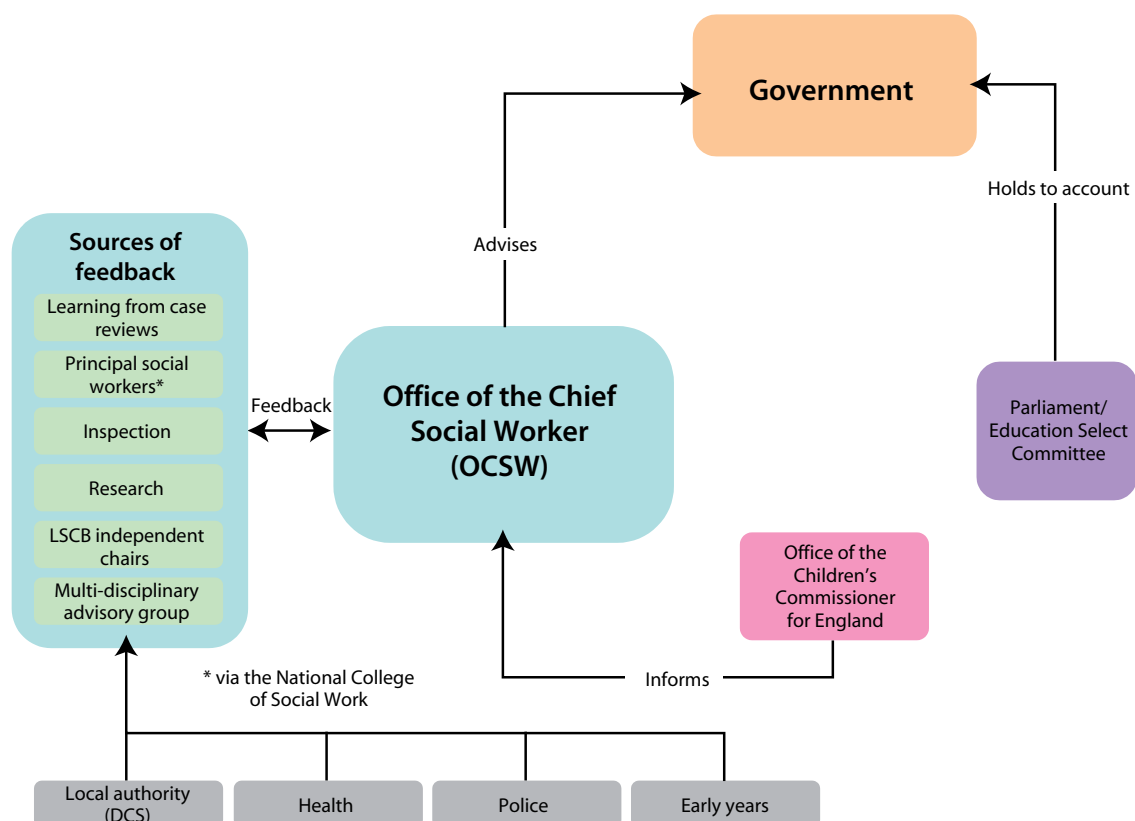 Government
Holds to account
Advises
Sources of
feedback
Learning from case
reviews
Principal social
workers*
Inspection
Research
LSCB independent
chairs
Multi-disciplinary
advisory group
Feedback
Office of the Chief
Social Worker
(OCSW)
Parliament/
Education Select
Committee
Office of the
Children’s
Commissioner
for England
Informs
* via the National College
of Social Work
Local authority
(DCS)
Health
Police
Early years